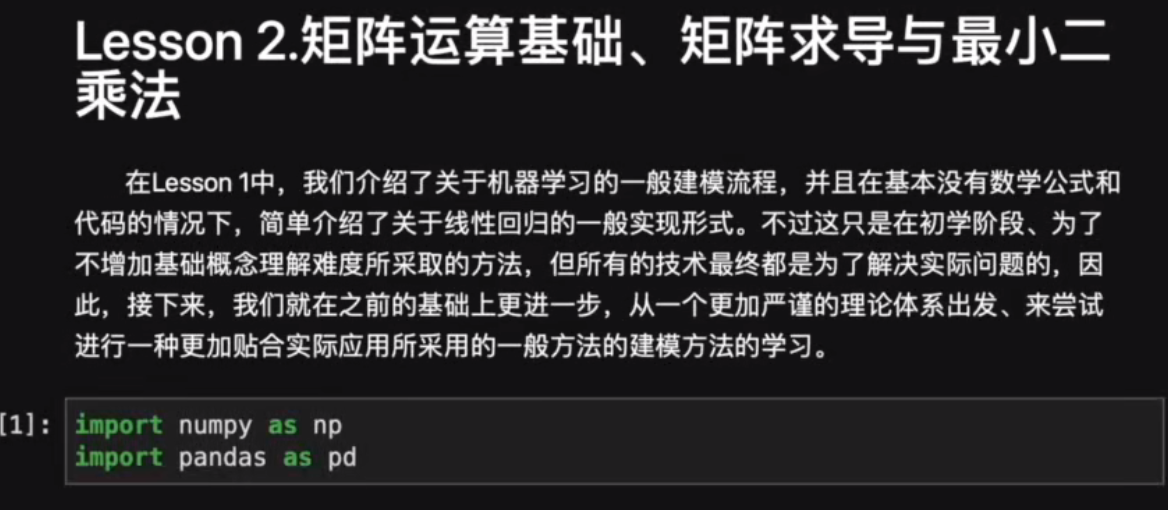 Lesson 2.矩阵运算基础、矩阵求导与最小二
乘法
在Lesson 1中，我们介绍了关于机器学习的一般建模流程，并且在基本没有数学公式和
代码的情况下，简单介绍了关于线性回归的一般实现形式。不过这只是在初学阶段、为了
不增加基础概念理解难度所采取的方法，但所有的技术最终都是为了解决实际问题的，因
此，接下来，我们就在之前的基础上更进一步，从一个更加严谨的理论体系出发、来尝试
进行一种更加贴合实际应用所采用的一般方法的建模方法的学习。
[1]: import numpy as np
import pandas as pd